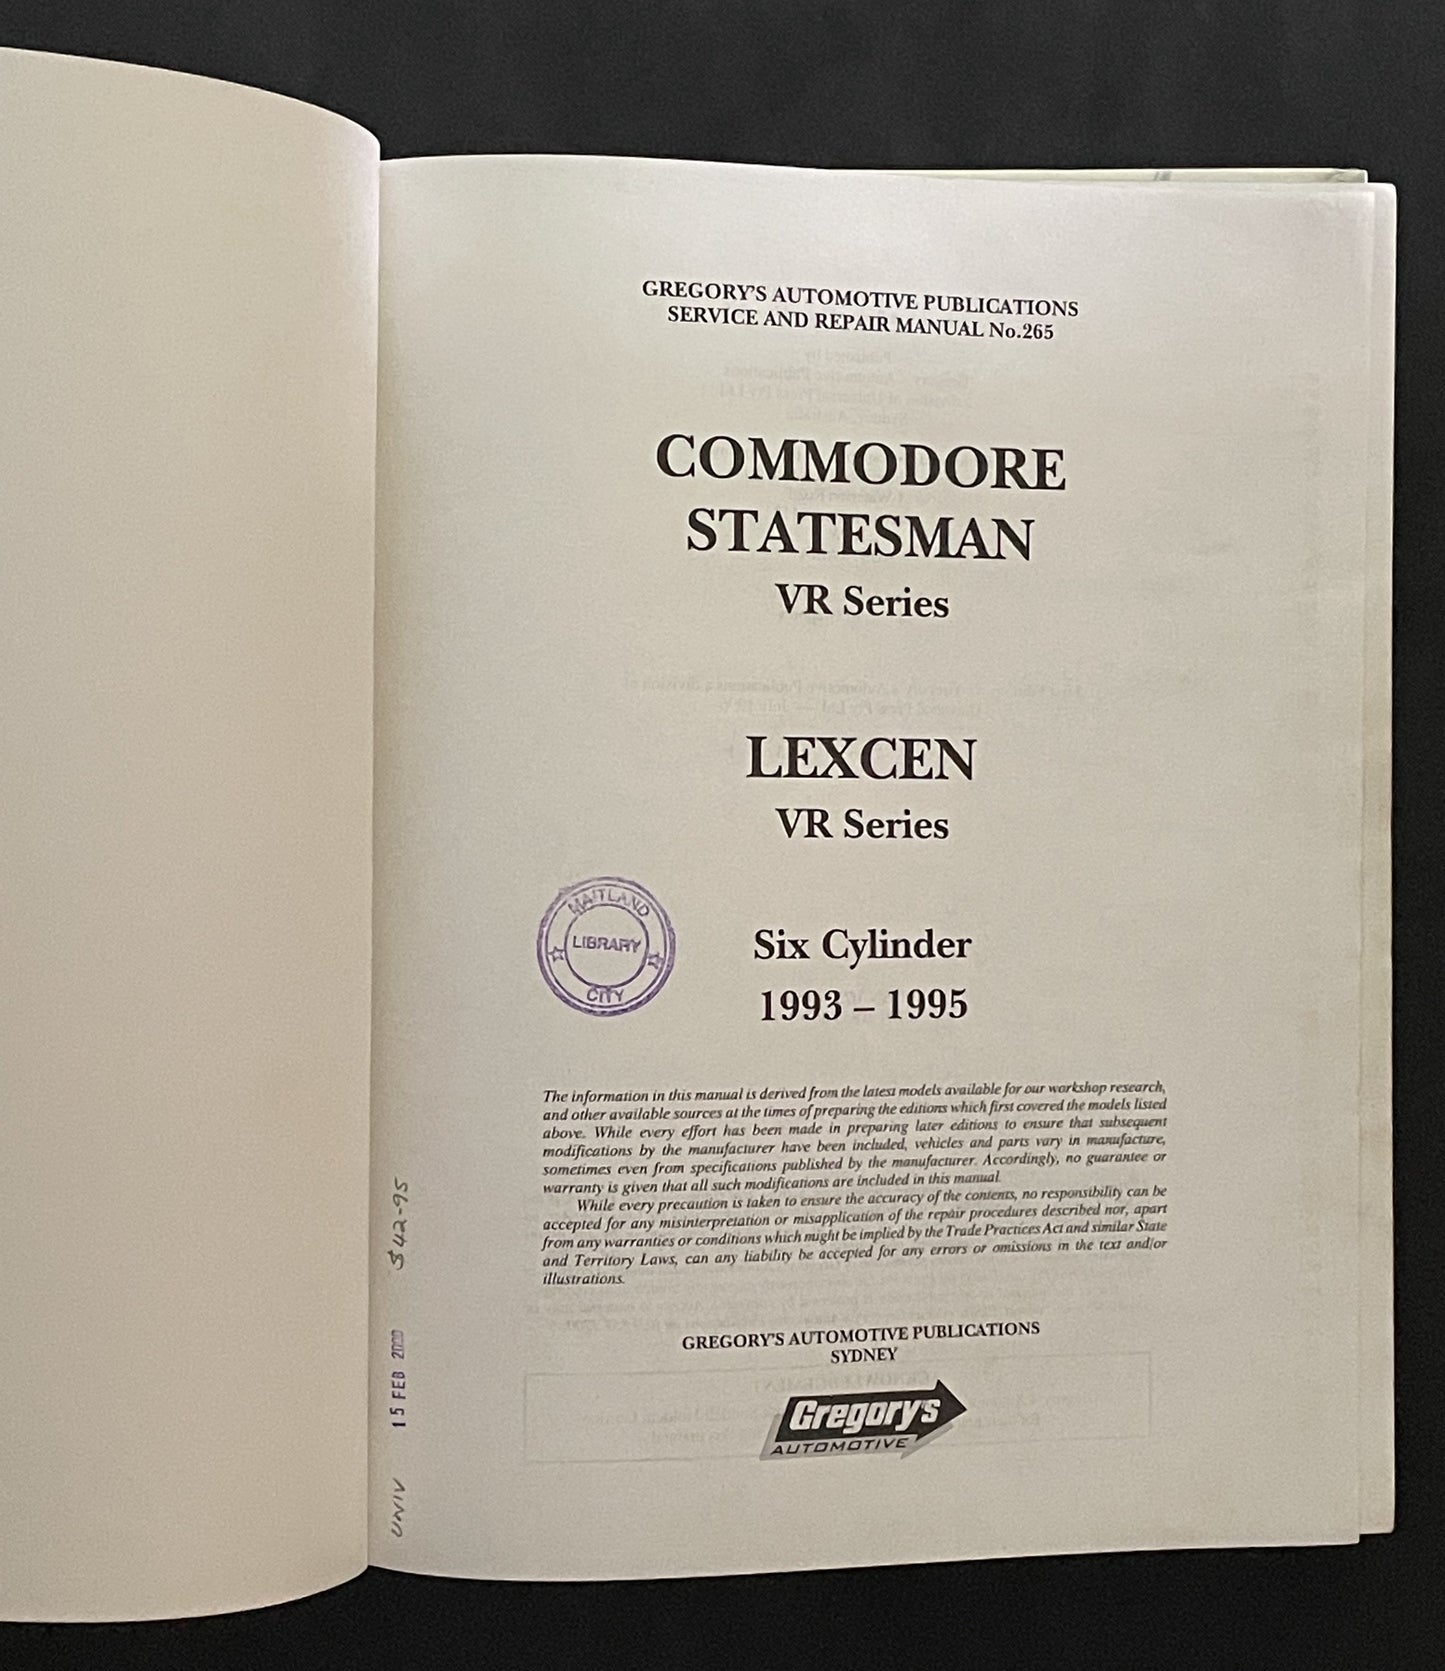 GREGORY'S AUTOMOTIVE PUBLICATIONS
SERVICE AND REPAIR MANUAL No.265
COMMODORE
STATESMAN
VR Series
LEXCEN
VR Series
MAITLAND
LIBRARY
CITY
Six Cylinder
1993 – 1995
The information in this manual is derived from the latest models available for our workshop research,
and other available sources at the times of preparing the editions which first covered the models listed
above. While every effort has been made in preparing later editions to ensure that subsequent
modifications by the manufacturer have been included, vehicles and parts vary in manufacture,
sometimes even from specifications published by the manufacturer. Accordingly, no guarantee or
warranty is given that all such modifications are included in this manual.
While every precaution is taken to ensure the accuracy of the contents, no responsibility can be
accepted for any misinterpretation or misapplication of the repair procedures described nor, apart
from any warranties or conditions which might be implied by the Trade Practices Act and similar State
and Territory Laws, can any liability be accepted for any errors or omissions in the text and/or
illustrations.
GREGORY'S AUTOMOTIVE PUBLICATIONS
SYDNEY
Gregory's
AUTOMOTIVE
UNIV 15 FEB 2000 $42-95